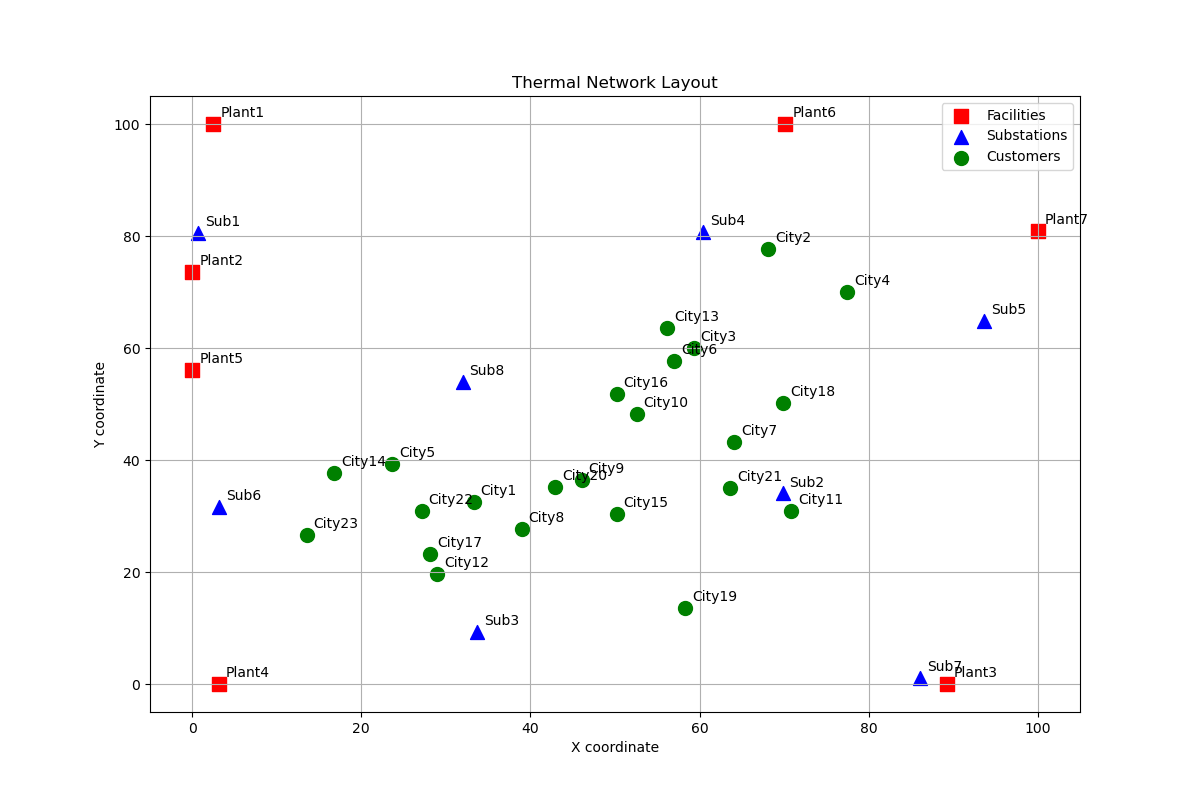 Thermal Network Layout
Plant1
Plant6
Facilities
Substations
Customers
100
Sub1
Sub4
Plant7
80
City2
Plant2
City4
Sub5
City13
City3
60
City6
Plant5
Sub8
City16
City18
City10
Y coordinate
City7
40
City5
City14
City9
City20
City21
Sub2
Sub6
City22
City1
City15
City11
City23
City8
City17
20
City12
City19
Sub3
Sub7
Plant4
Plant3
0
0
20
40
60
80
100
X coordinate